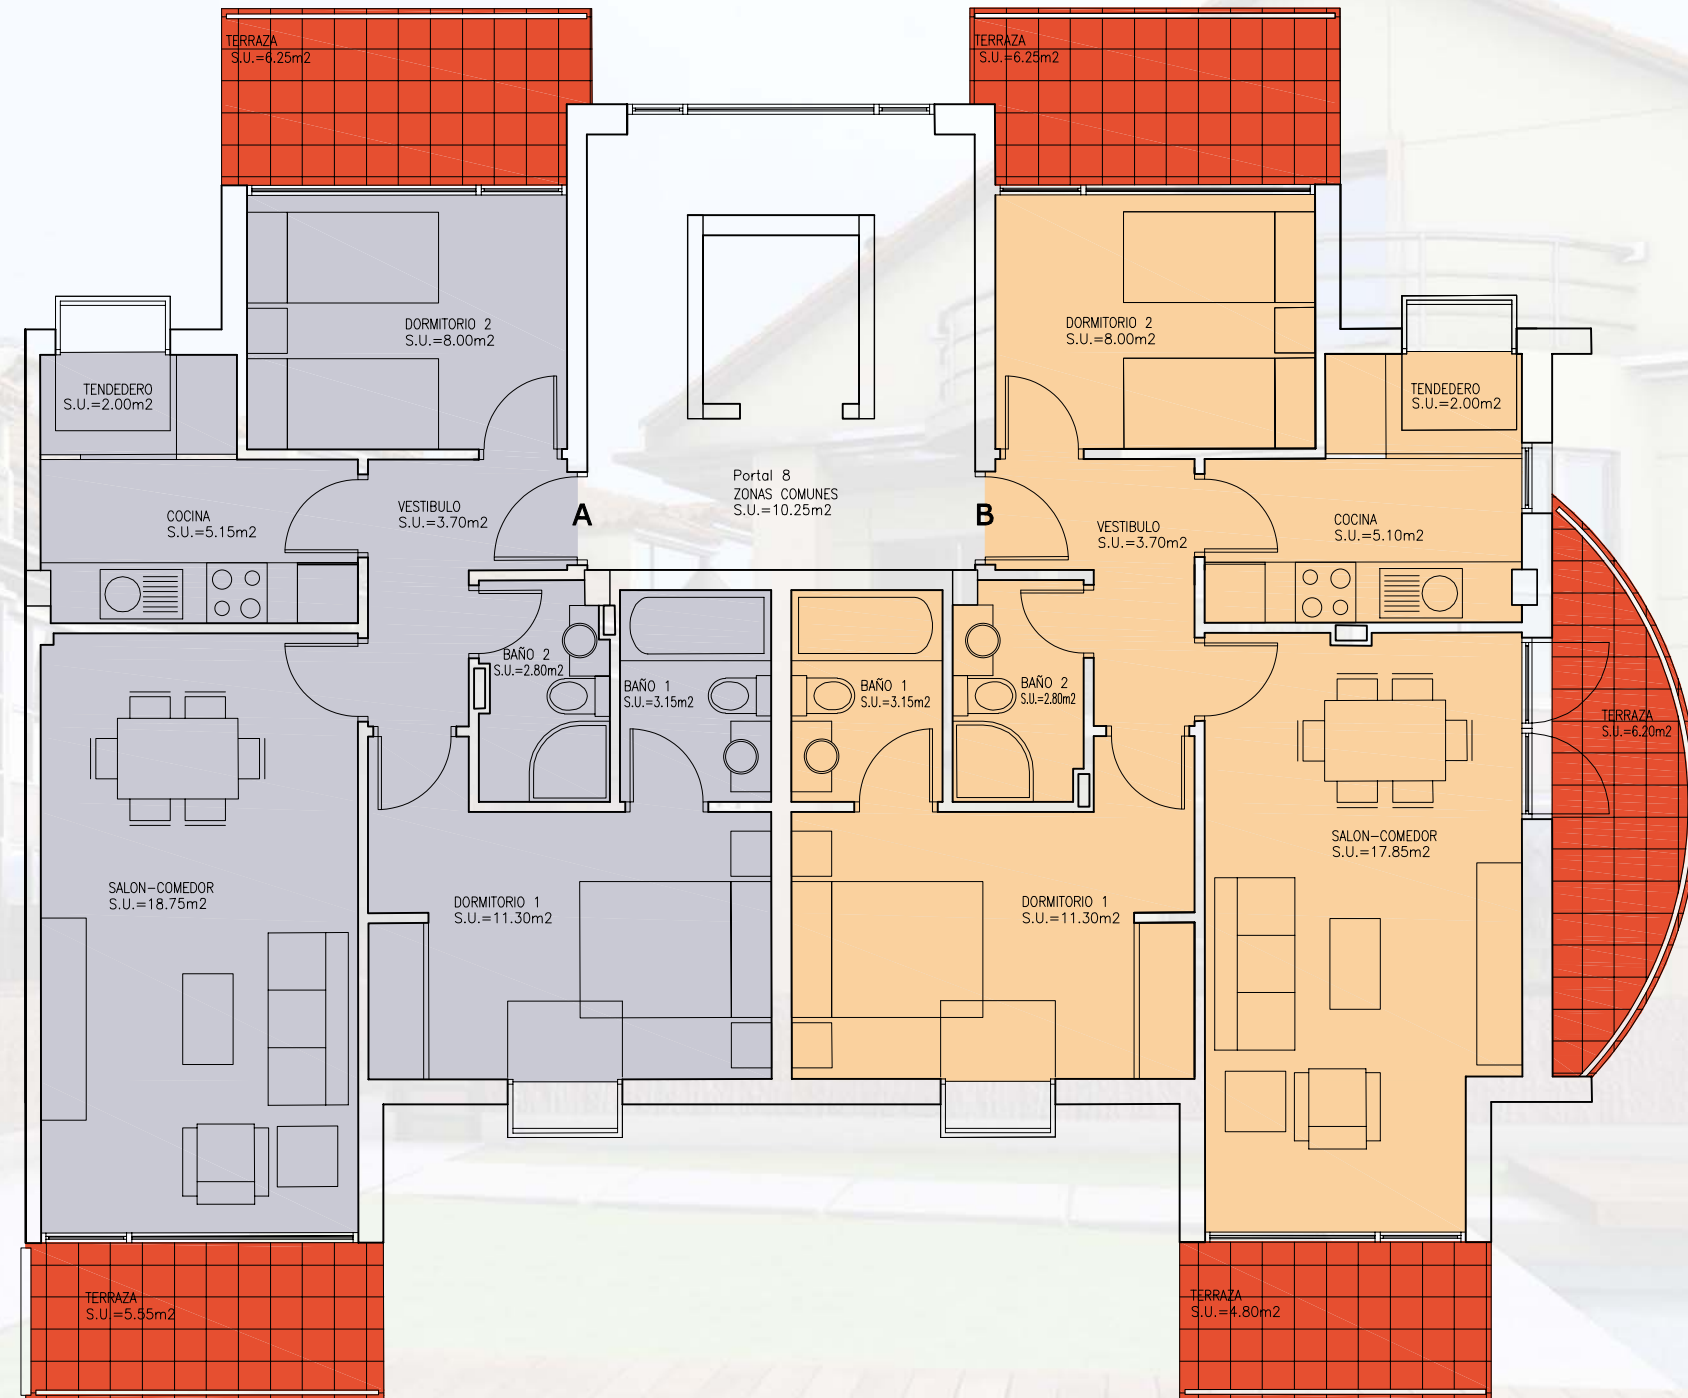 TERRAZA
S.U.=6.25m2
TERRAZA
S.U.=6.25m2
DORMITORIO 2
S.U.=8.00m2
DORMITORIO 2
S.U.=8.00m2
TENDEDERO
S.U.=2.00m2
TENDEDERO
S.U.=2.00m2
Portal 8
ZONAS COMUNES
S.U.=10.25m2
COCINA
S.U.=5.15m2
VESTIBULO
S.U.=3.70m2
A
B
VESTIBULO
S.U.=3.70m2
COCINA
S.U.=5.10m2
BAÑO 2
S.U.=2.80m2
BAÑO 1
S.U.=3.15m2
BAÑO 1
S.U.=3.15m2
BAÑO 2
S.U.=2.80m2
TERRAZA
S.U.=6.20m2
SALON-COMEDOR
S.U.=18.75m2
DORMITORIO 1
S.U.=11.30m2
DORMITORIO 1
S.U.=11.30m2
SALON-COMEDOR
S.U.=17.85m2
TERRAZA
S.U.=5.55m2
TERRAZA
S.U.=4.80m2